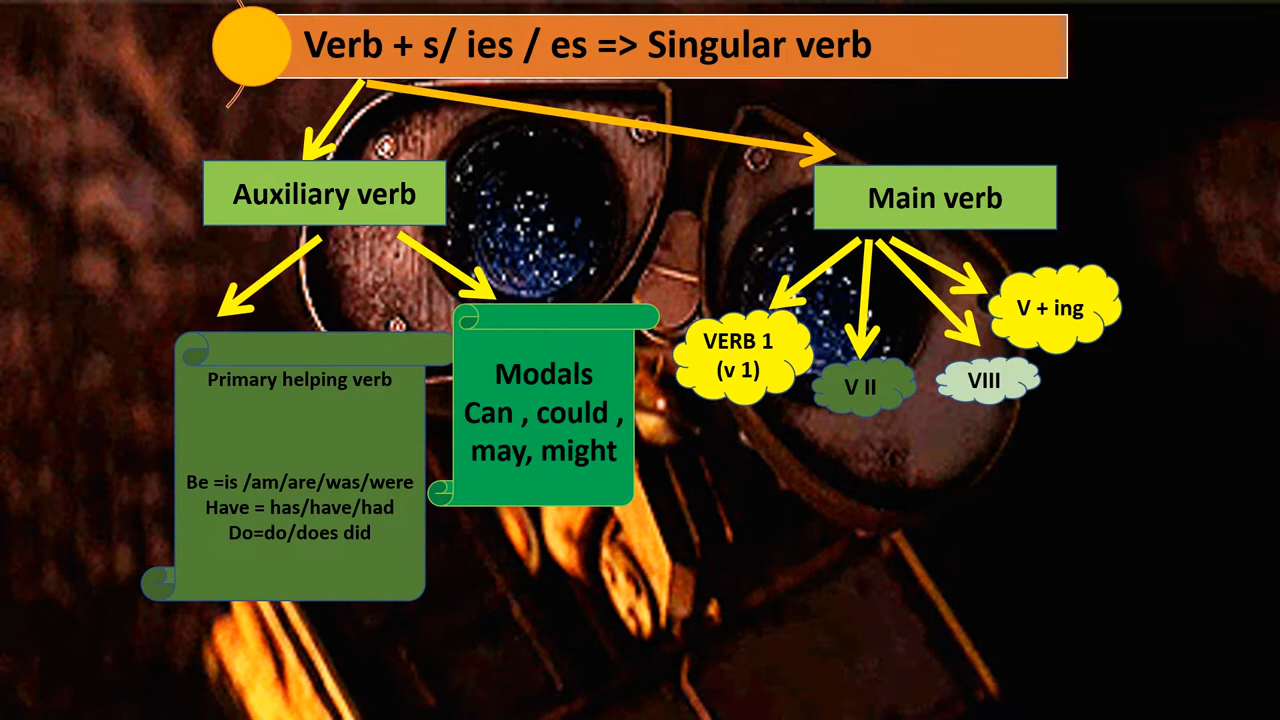 Verb + s/ ies / es => Singular verb
Auxiliary verb
Main verb
Primary helping verb
Be =is /am/are/was/were
Have = has/have/had
Do=do/does did
Modals
Can , could ,
may, might
VERB 1
(v 1)
V II
VIII
V + ing